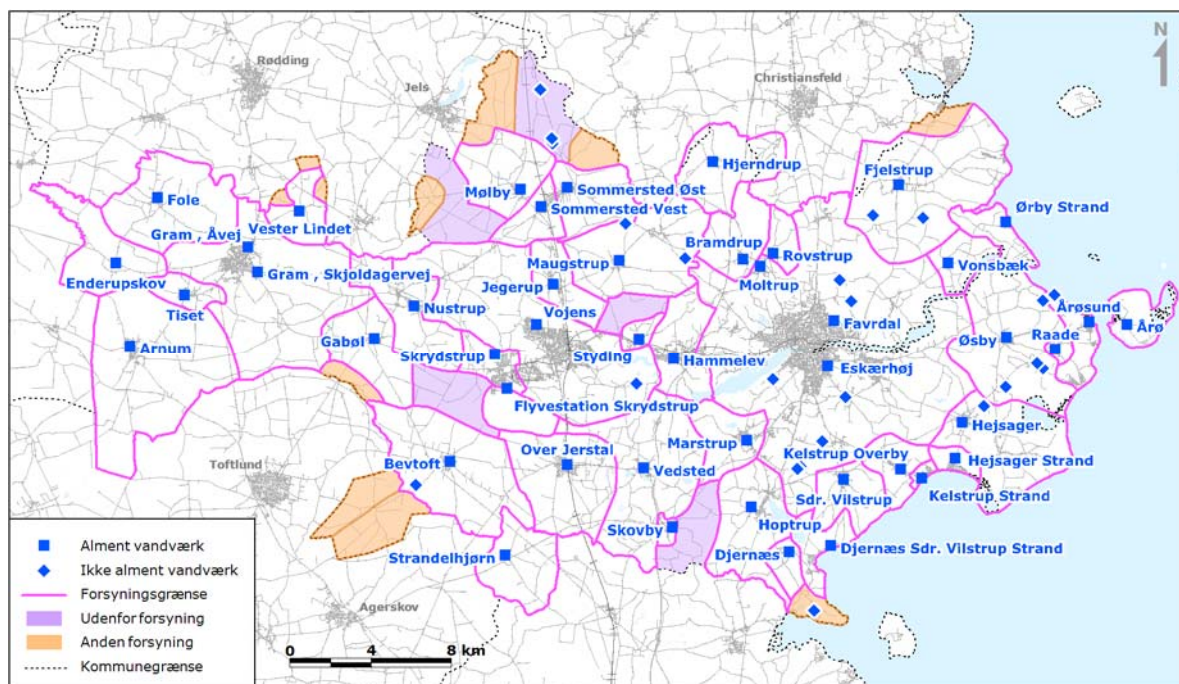 N
Rødding
Jels
Christiansfeld
Hjerndrup
Fjelstrup
Fole
Mølby
Sommersted Øst
Sommersted Vest
Vester Lindet
Ørby Strand
Gram , Åvej
Bramdrup
Rovstrup
Maugstrup
Vonsbæk
Gram , Skjoldagervej
Moltrup
Enderupskov
Jegerup
Tiset
Nustrup
Vojens
Årøsund
Årø
Favrdal
Gabøl
Styding
Øsby
Raade
Arnum
Skrydstrup
Hammelev
Eskærhøj
Flyvestation Skrydstrup
Hejsager
Marstrup
Over Jerstal
Kelstrup Overby
Hejsager Strand
Bevtoft
Toftlund
Vedsted
Sdr. Vilstrup
Kelstrup Strand
Hoptrup
Skovby
Strandelhjørn
Djernæs
Djernæs Sdr. Vilstrup Strand
Agerskov
Alment vandværk
Ikke alment vandværk
Forsyningsgrænse
Udenfor forsyning
Anden forsyning
Kommunegrænse
0 4 8 km